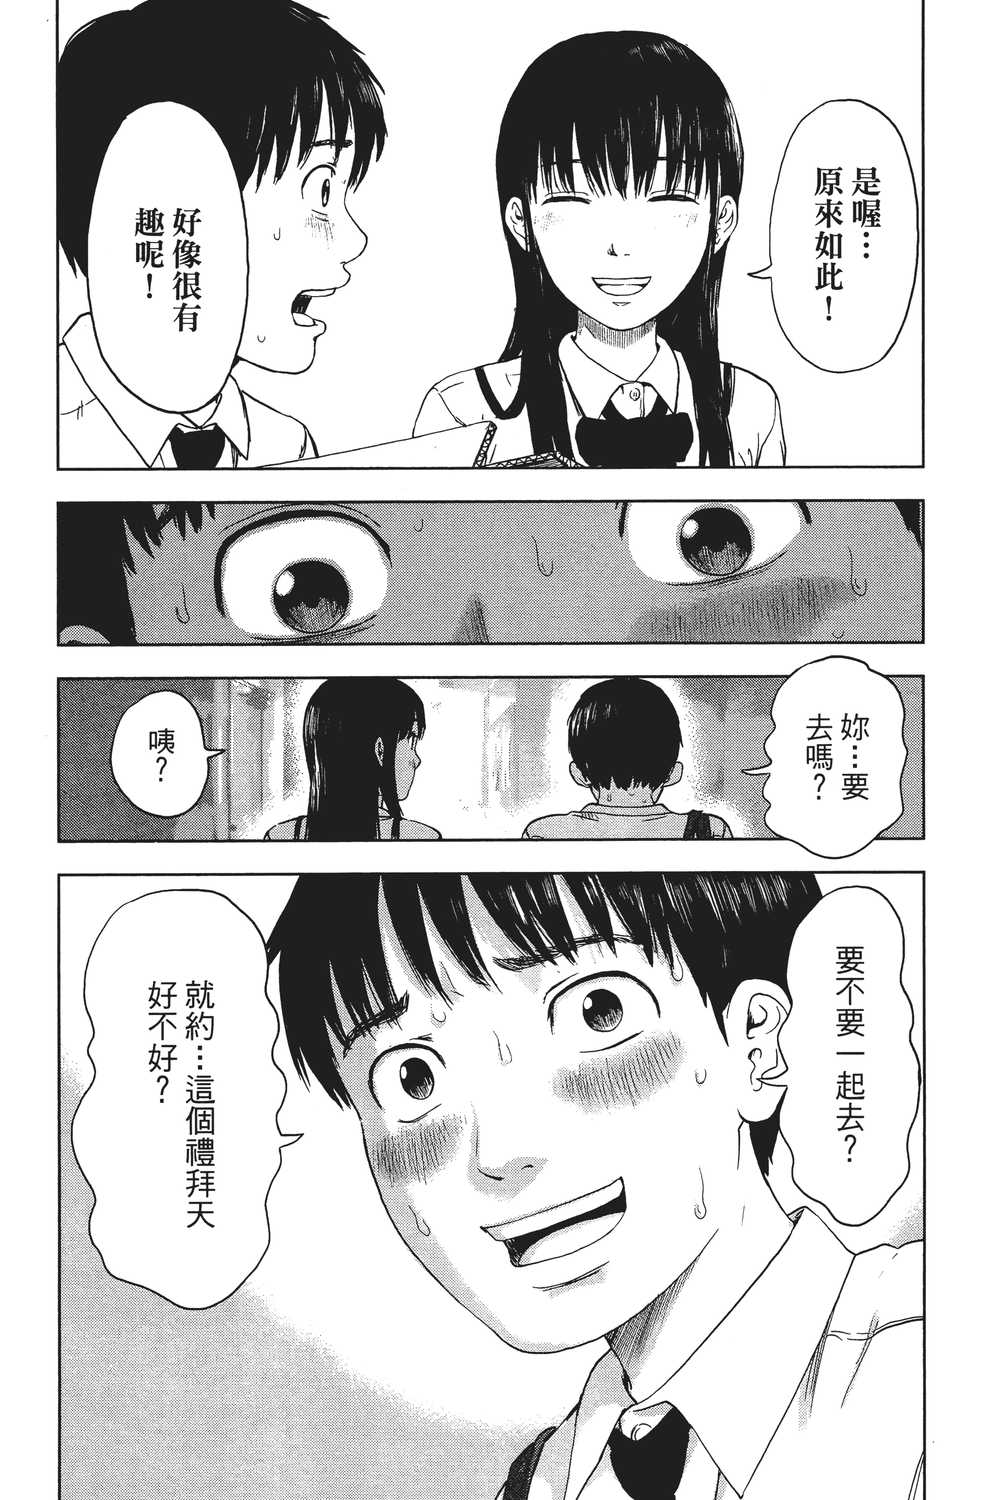 是喔…
原來如此！
好像很有
趣呢！
妳…要
去嗎？
咦？
要不要一起去？
就約…這個禮拜天
好不好？